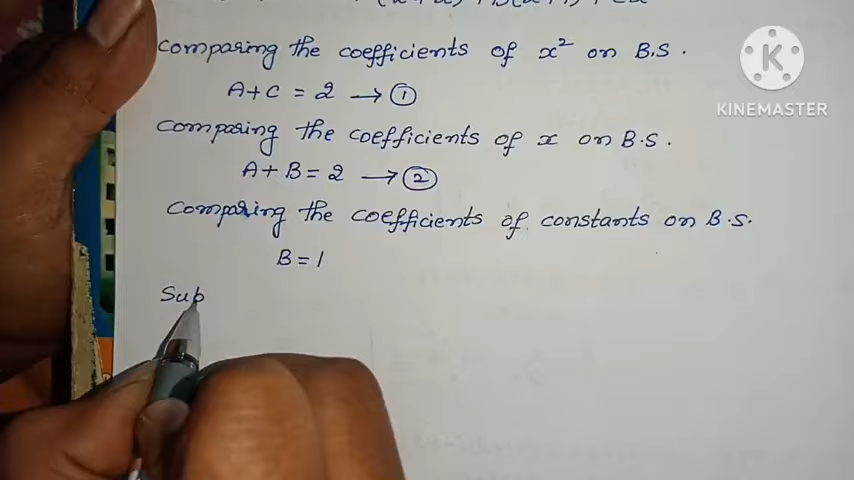 comparing the coefficients of x² on B.S.
A+C = 2 → ①
comparing the coefficients of x on B.S.
A+B = 2 → ②
comparing the coefficients of constants on B.S.
B = 1
Sub
KINEMASTER